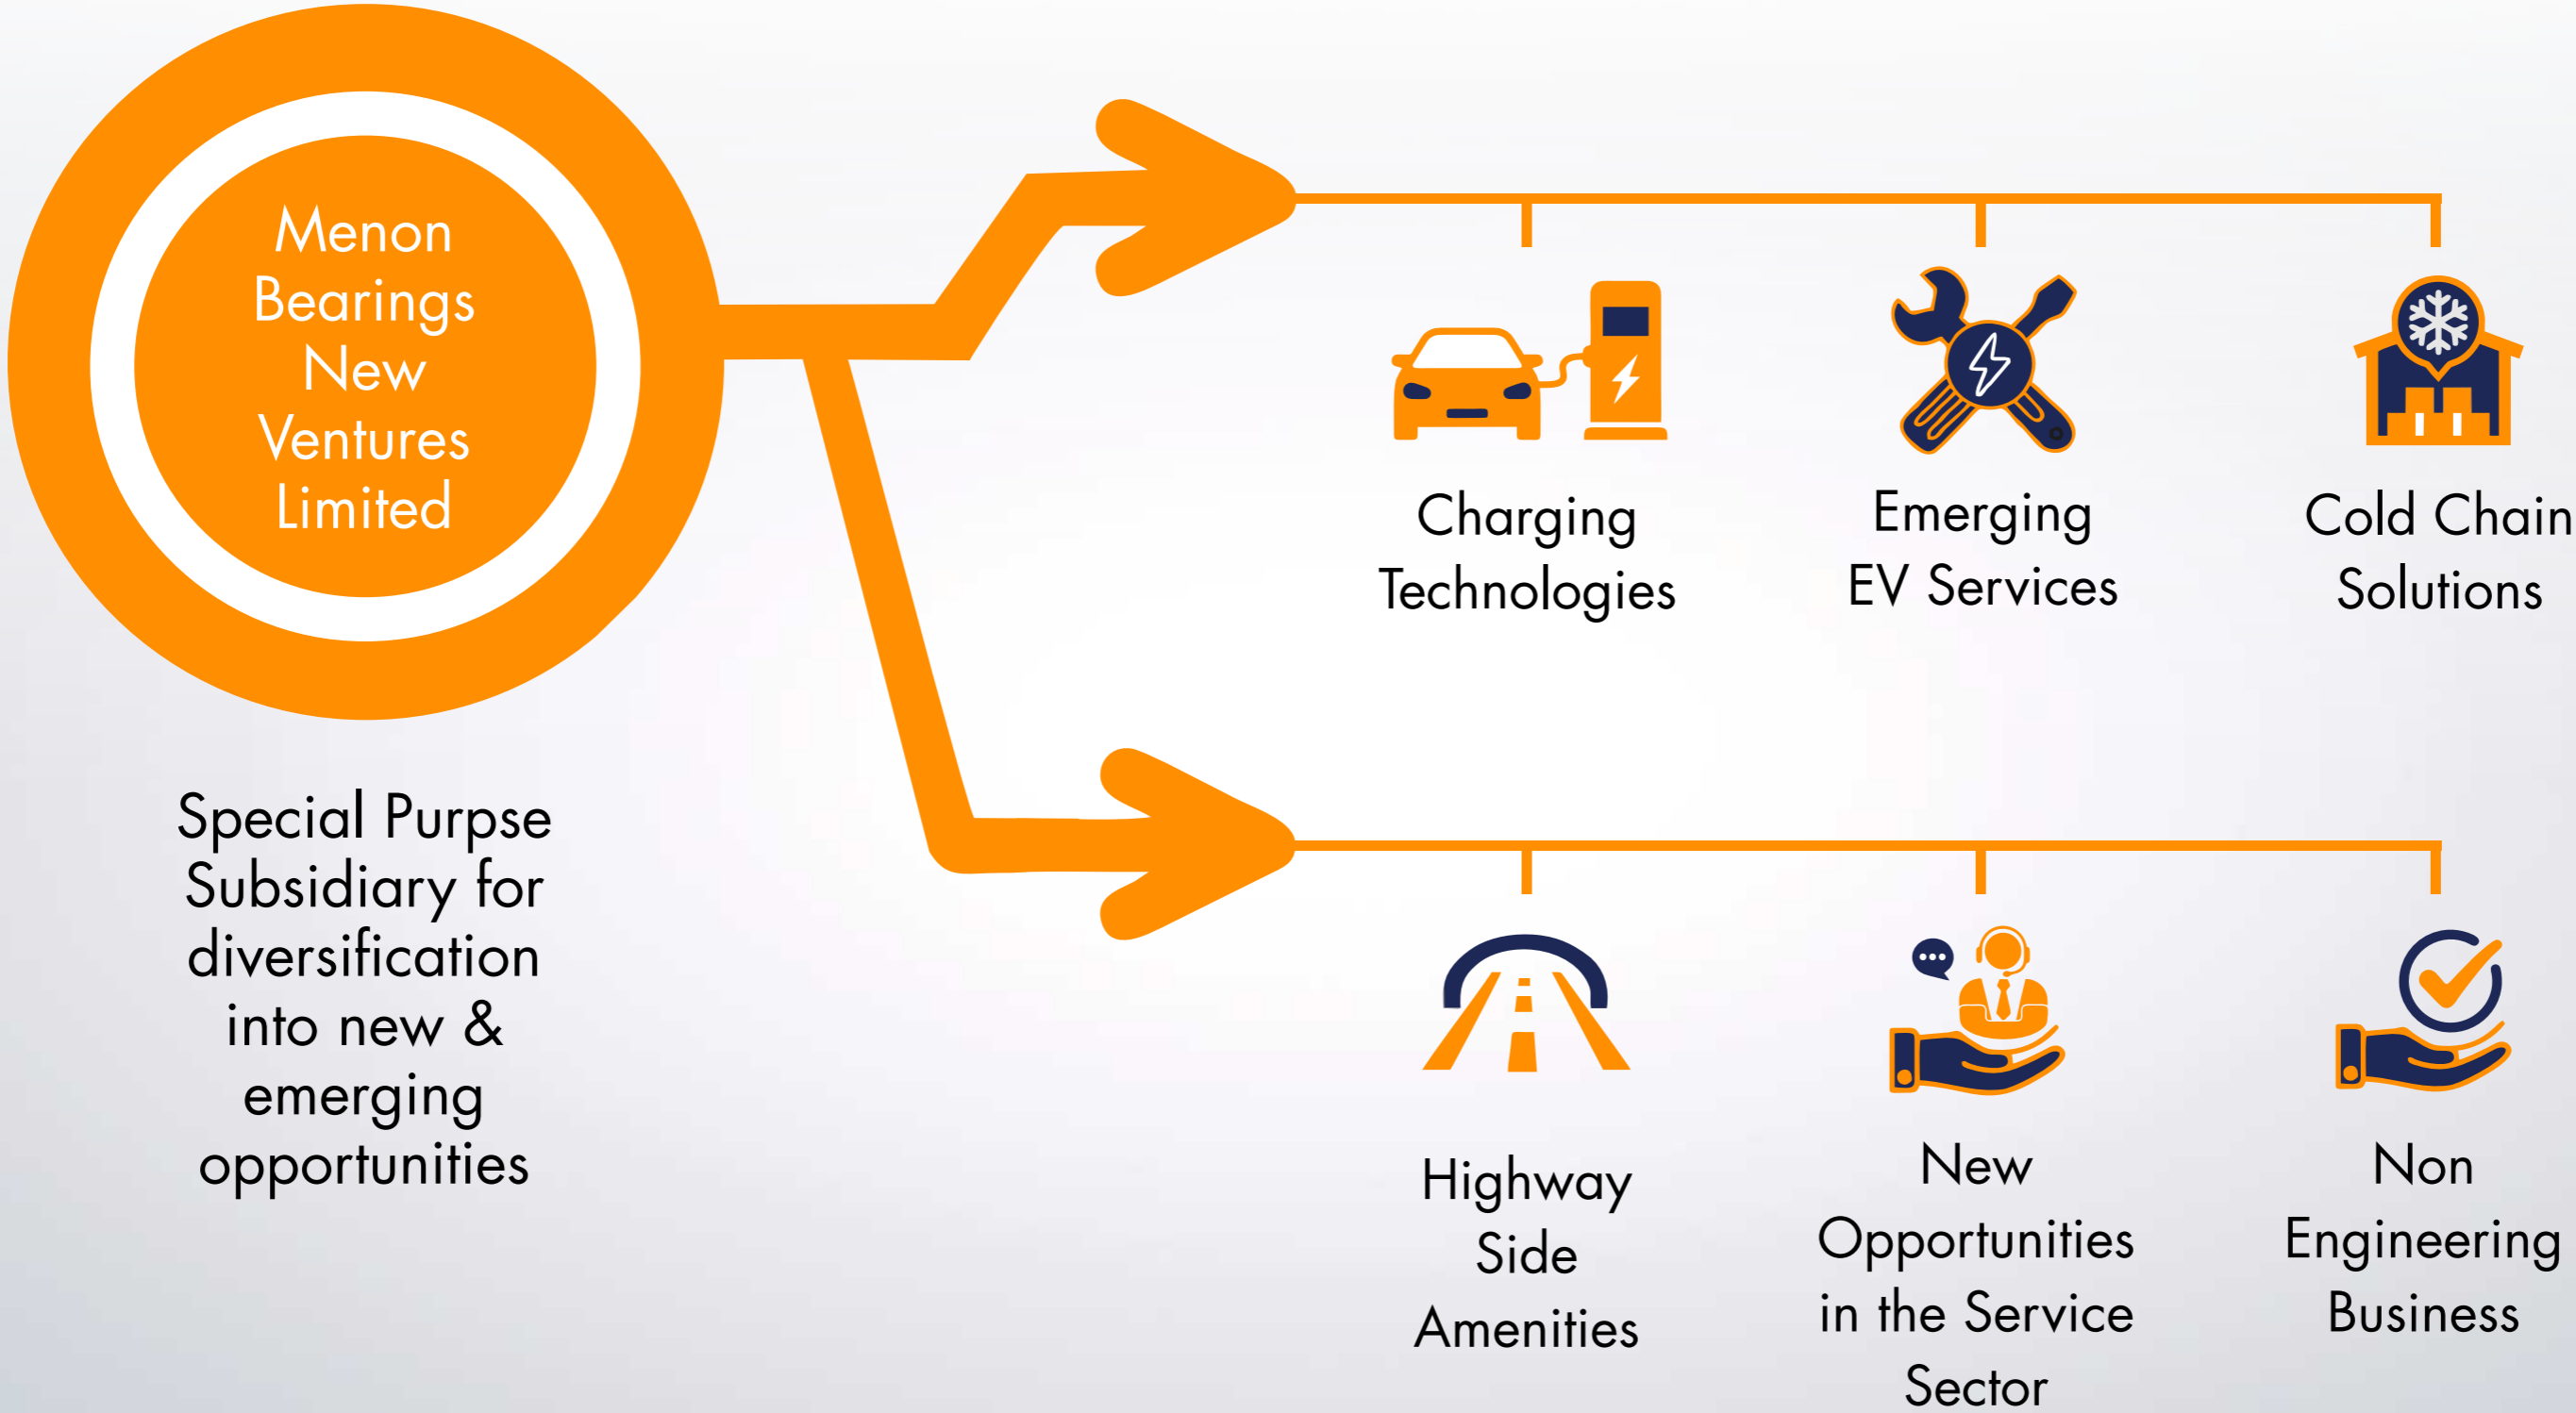 Menon
Bearings
New
Ventures
Limited
Special Purpse
Subsidiary for
diversification
into new &
emerging
opportunities
Charging
Technologies
Emerging
EV Services
Cold Chain
Solutions
Highway
Side
Amenities
New
Opportunities
in the Service
Sector
Non
Engineering
Business